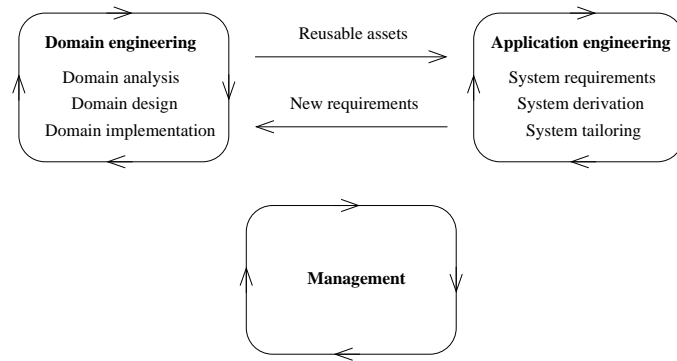 Domain engineering
Domain analysis
Domain design
Domain implementation
Reusable assets
New requirements
Application engineering
System requirements
System derivation
System tailoring
Management